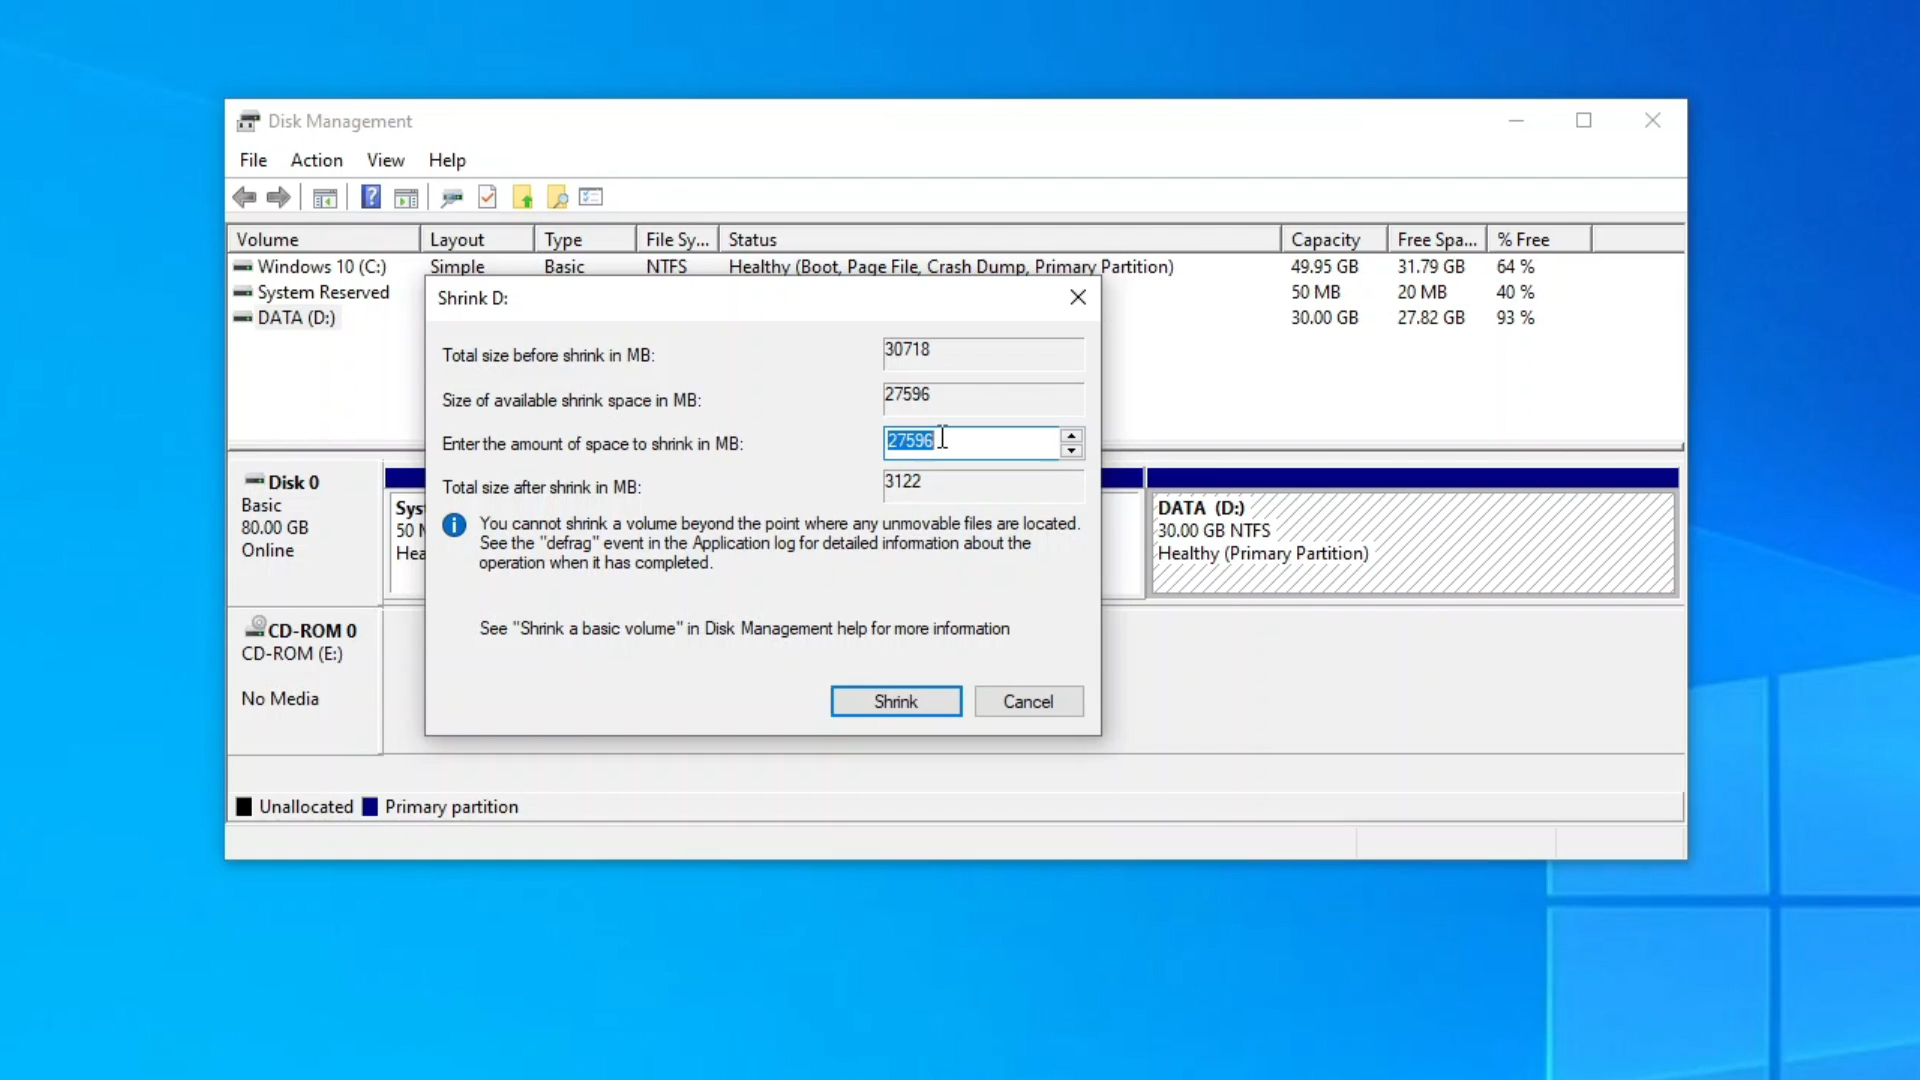 Disk Management
File Action View Help
Volume Layout Type File Sy... Status Capacity Free Spa... % Free
Windows 10 (C:) Simple Basic NTFS Healthy (Boot, Page File, Crash Dump, Primary Partition) 49.95 GB 31.79 GB 64 %
System Reserved 50 MB 20 MB 40 %
DATA (D:) 30.00 GB 27.82 GB 93 %
Shrink D:
Total size before shrink in MB: 30718
Size of available shrink space in MB: 27596
Enter the amount of space to shrink in MB: 27596
Total size after shrink in MB: 3122
You cannot shrink a volume beyond the point where any unmovable files are located.
See the "defrag" event in the Application log for detailed information about the
operation when it has completed.
See "Shrink a basic volume" in Disk Management help for more information
Shrink Cancel
Disk 0
Basic
80.00 GB
Online
Sys
50 M
Hea
DATA (D:)
30.00 GB NTFS
Healthy (Primary Partition)
CD-ROM 0
CD-ROM (E:)
No Media
Unallocated Primary partition